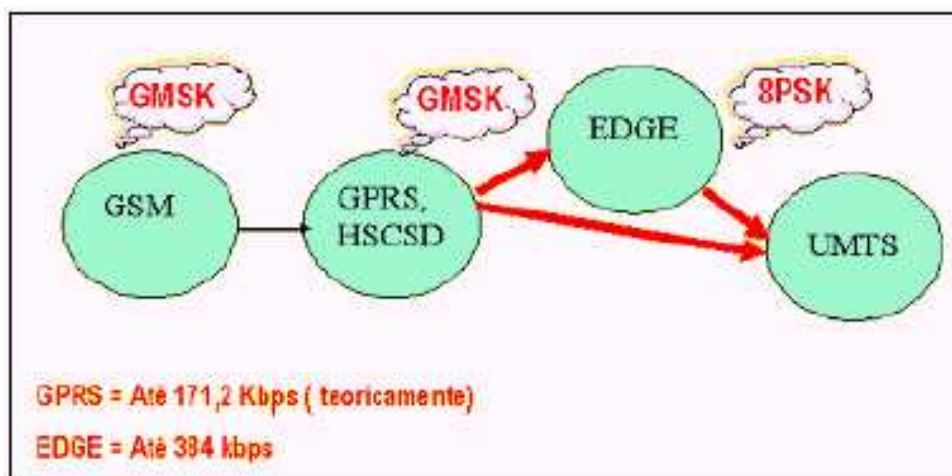 GMSK
GMSK
8PSK
EDGE
GSM
GPRS,
HSCSD
UMTS
GPRS = Até 171,2 Kbps ( teoricamente)
EDGE = Até 384 kbps